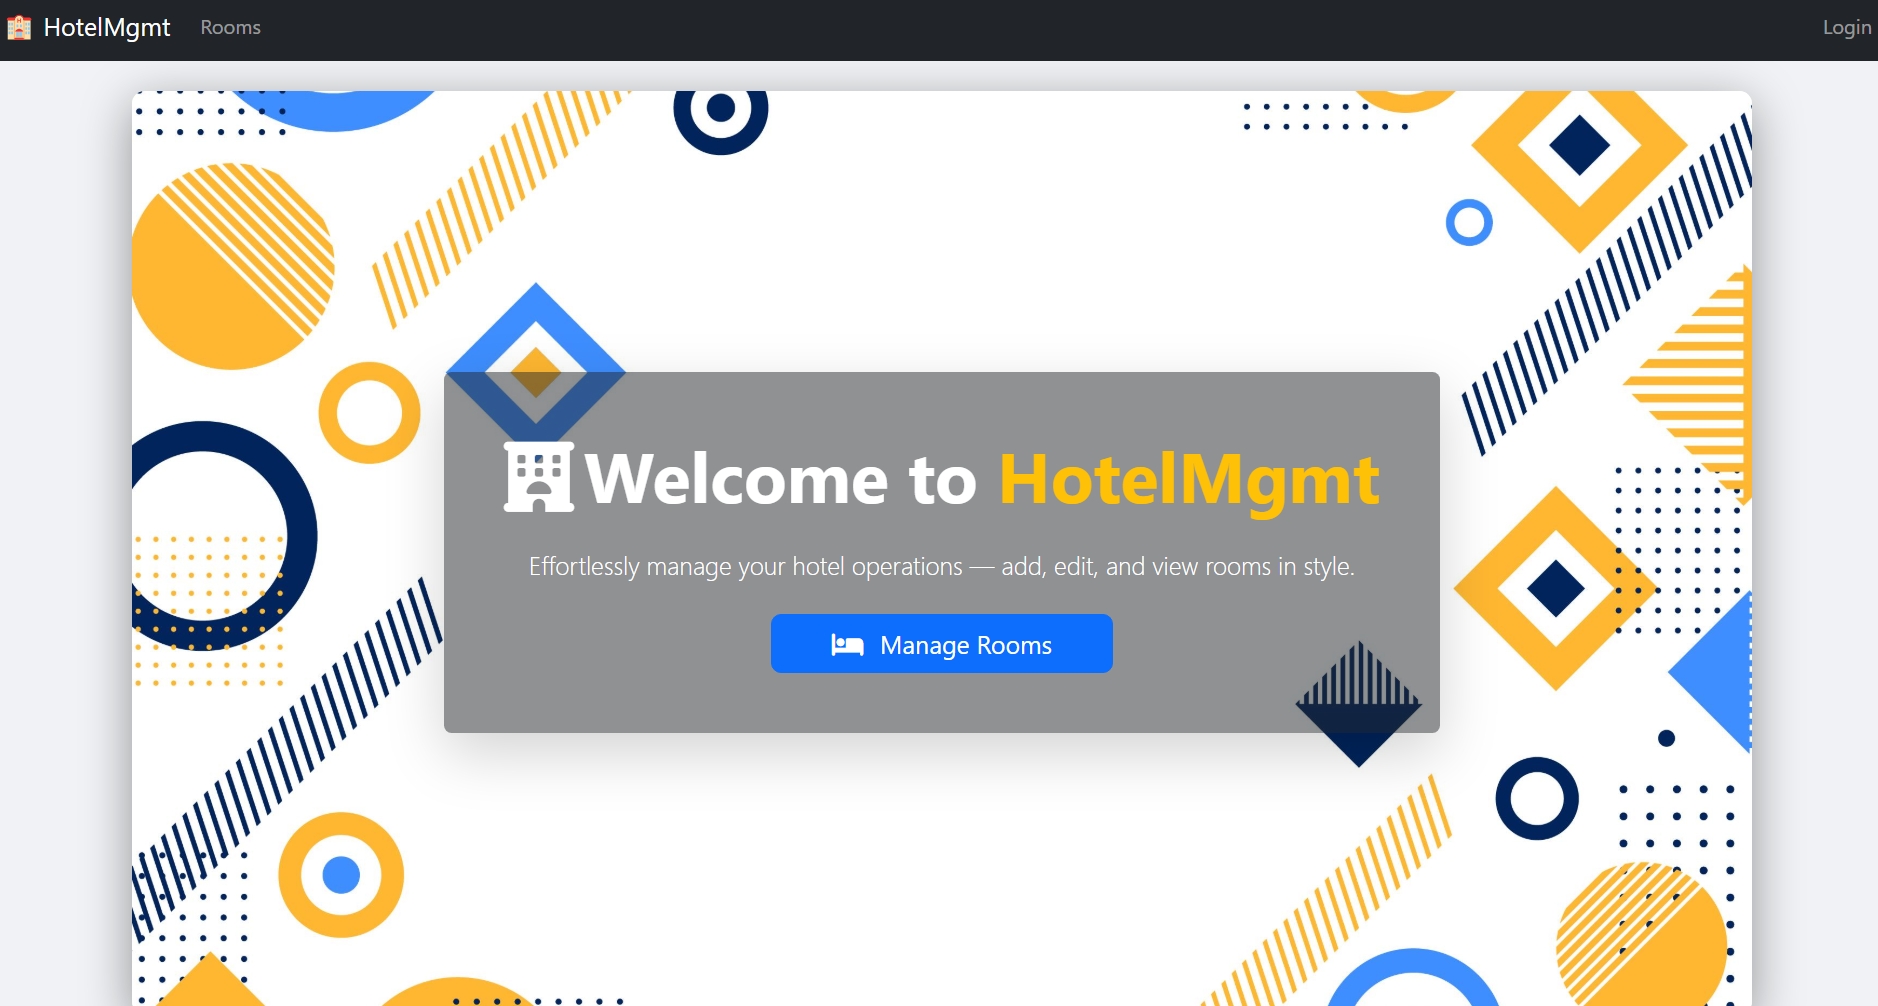 HotelMgmt
Rooms
Login
Welcome to HotelMgmt
Effortlessly manage your hotel operations — add, edit, and view rooms in style.
Manage Rooms